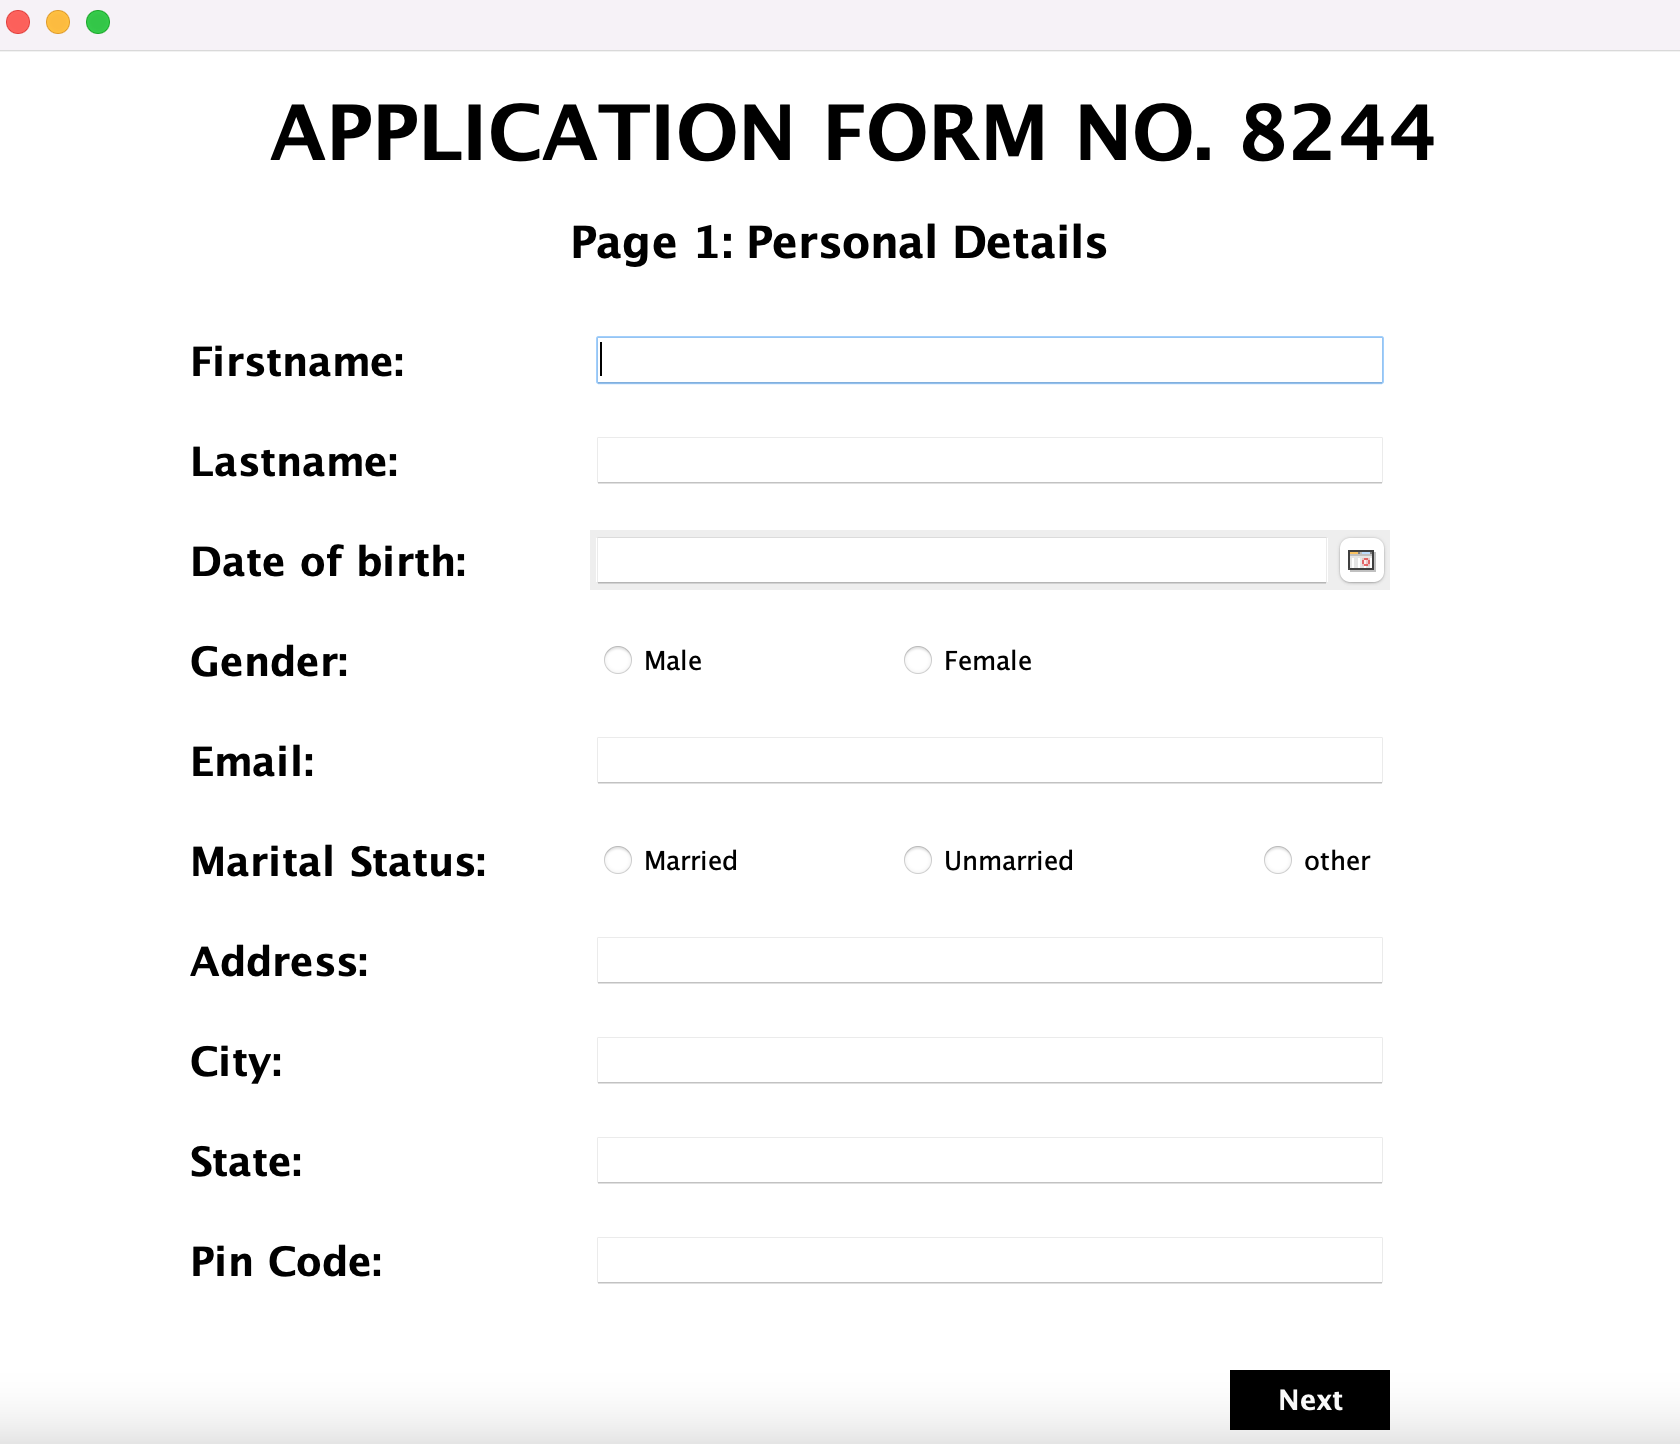 APPLICATION FORM NO. 8244
Page 1: Personal Details
Firstname:
Lastname:
Date of birth:
Gender: Male Female
Email:
Marital Status: Married Unmarried other
Address:
City:
State:
Pin Code:
Next